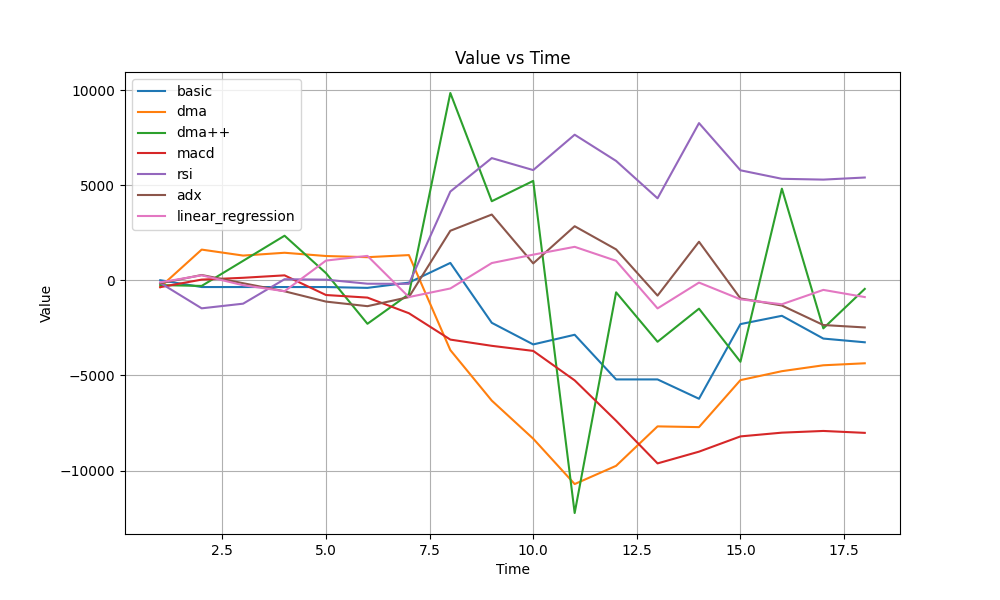 Value vs Time
10000
5000
0
−5000
−10000
Value
basic
dma
dma++
macd
rsi
adx
linear_regression
2.5 5.0 7.5 10.0 12.5 15.0 17.5
Time